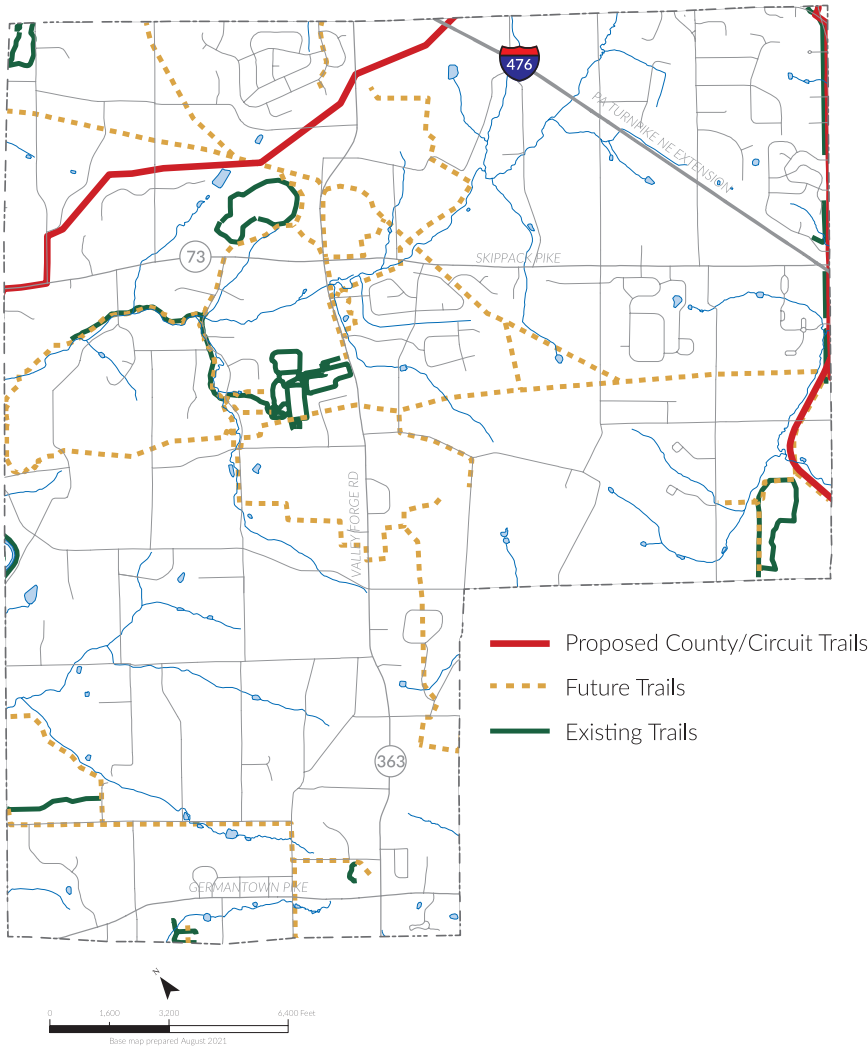 476
PA TURNPIKE NE EXTENSION
73
SKIPPACK PIKE
VALLEY FORGE RD
Proposed County/Circuit Trails
Future Trails
Existing Trails
363
GERMANTOWN PIKE
N
0 1,600 3,200 6,400 Feet
Base map prepared August 2021